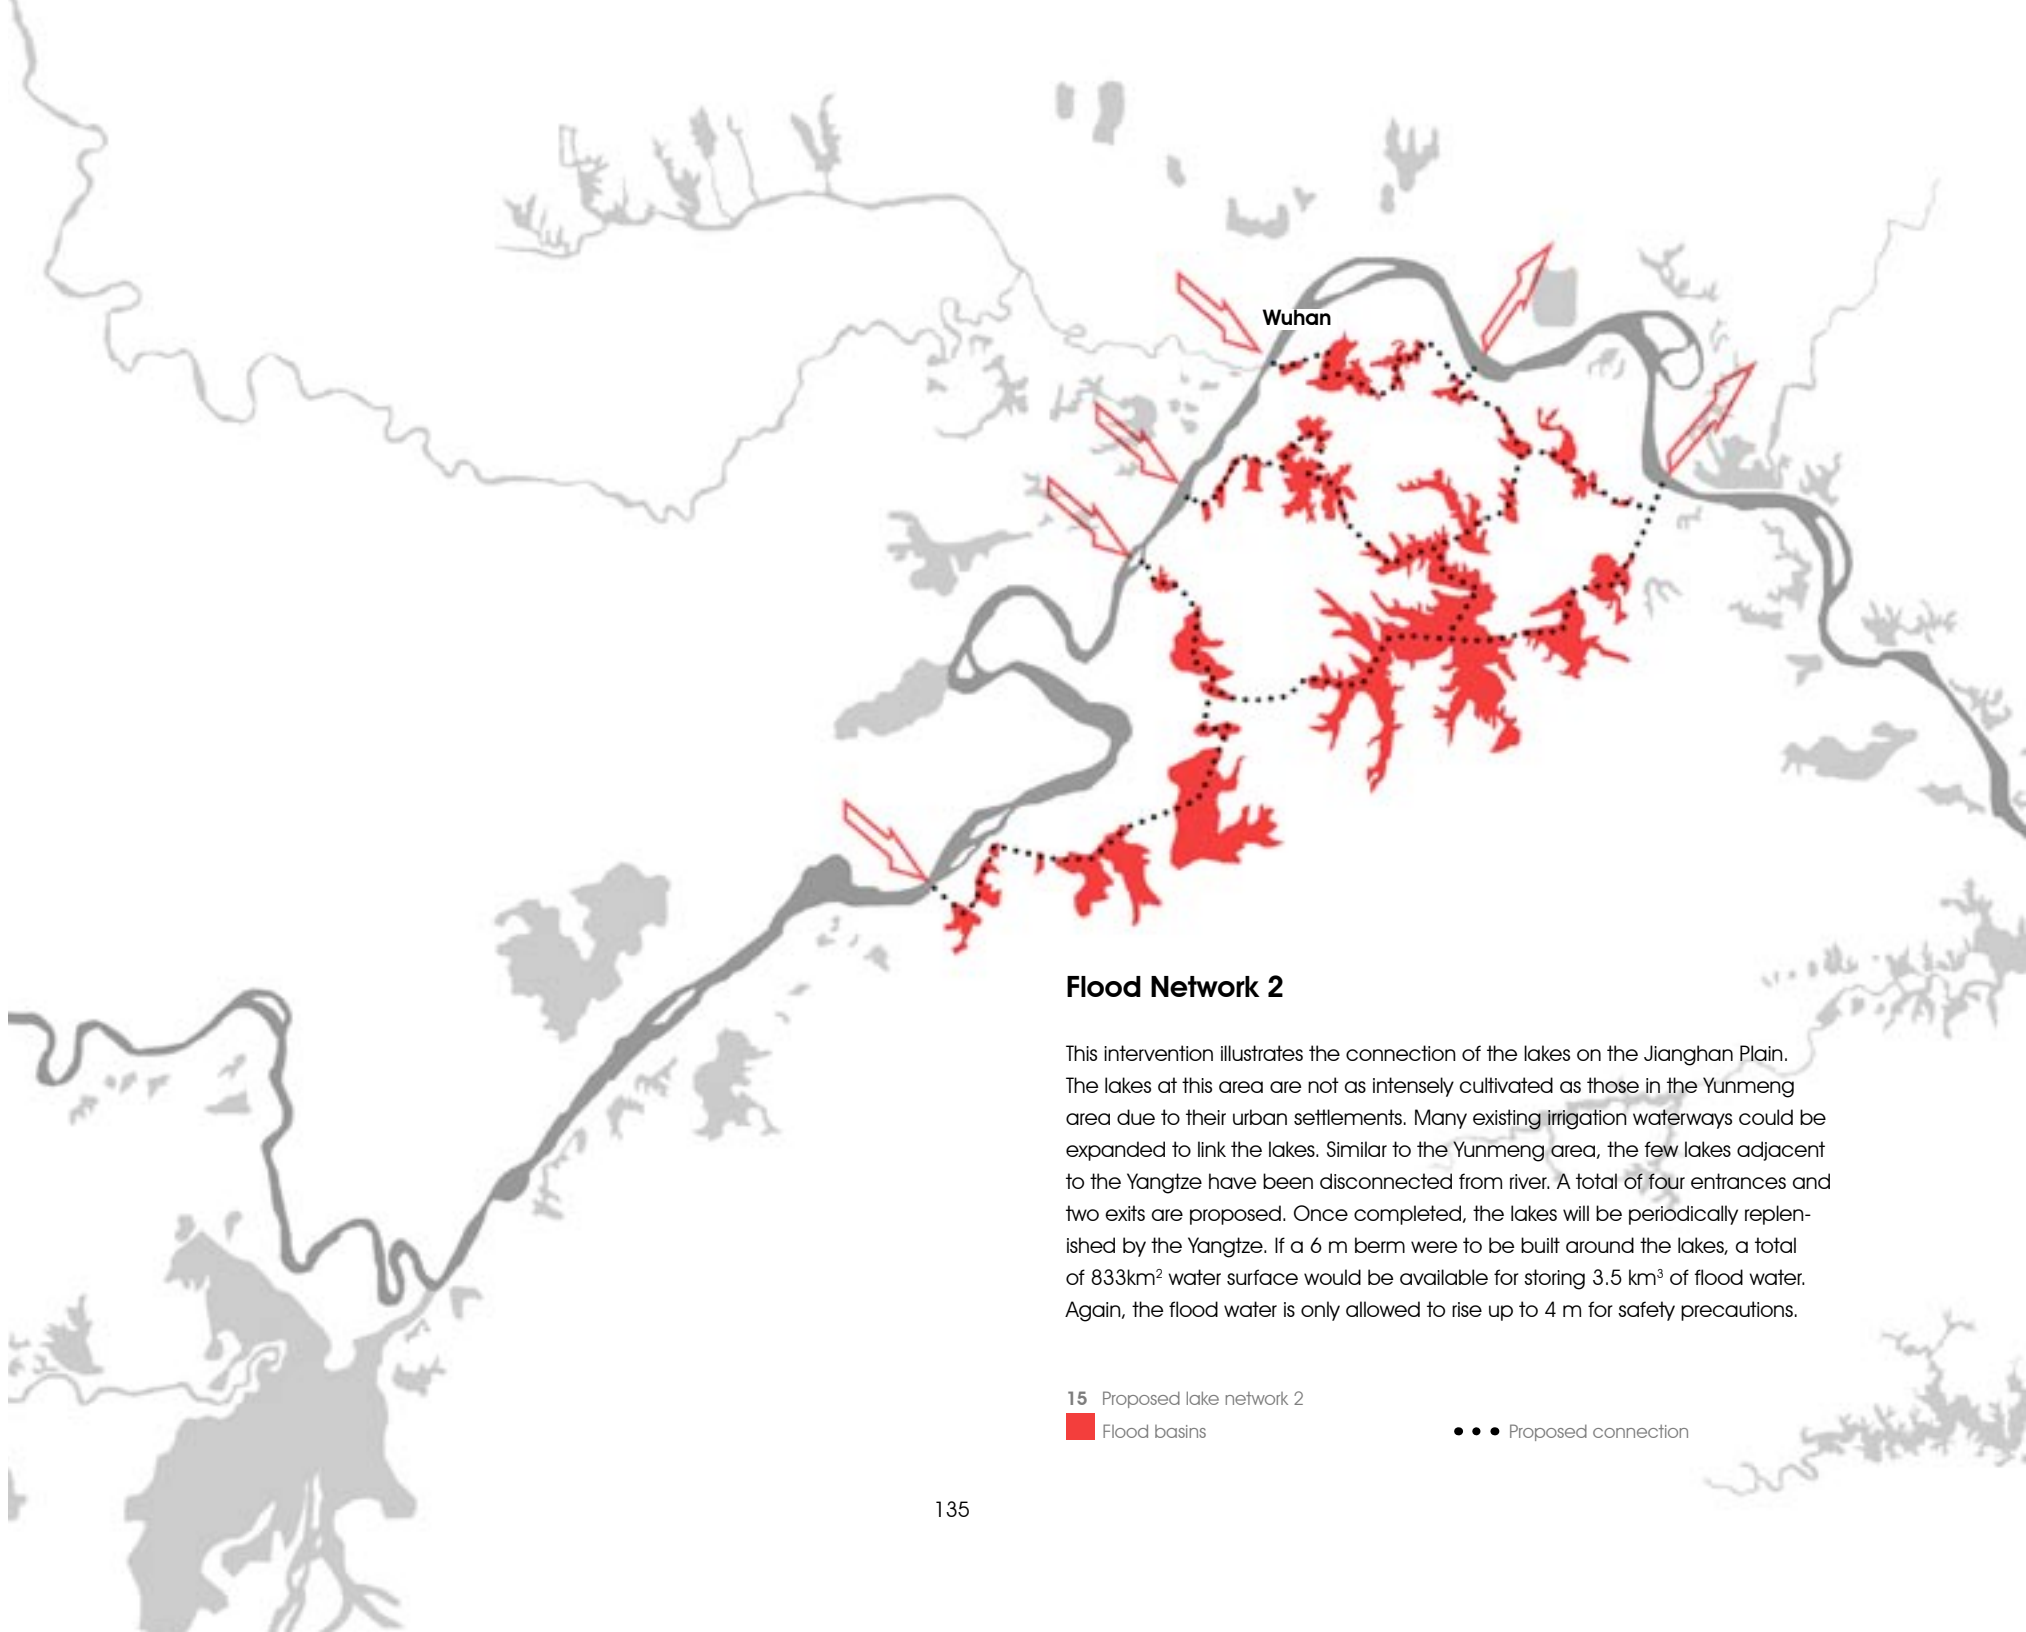 Wuhan
Flood Network 2
This intervention illustrates the connection of the lakes on the Jianghan Plain.
The lakes at this area are not as intensely cultivated as those in the Yunmeng
area due to their urban settlements. Many existing irrigation waterways could be
expanded to link the lakes. Similar to the Yunmeng area, the few lakes adjacent
to the Yangtze have been disconnected from river. A total of four entrances and
two exits are proposed. Once completed, the lakes will be periodically replen-
ished by the Yangtze. If a 6 m berm were to be built around the lakes, a total
of 833km² water surface would be available for storing 3.5 km³ of flood water.
Again, the flood water is only allowed to rise up to 4 m for safety precautions.
15 Proposed lake network 2
Flood basins
Proposed connection
135